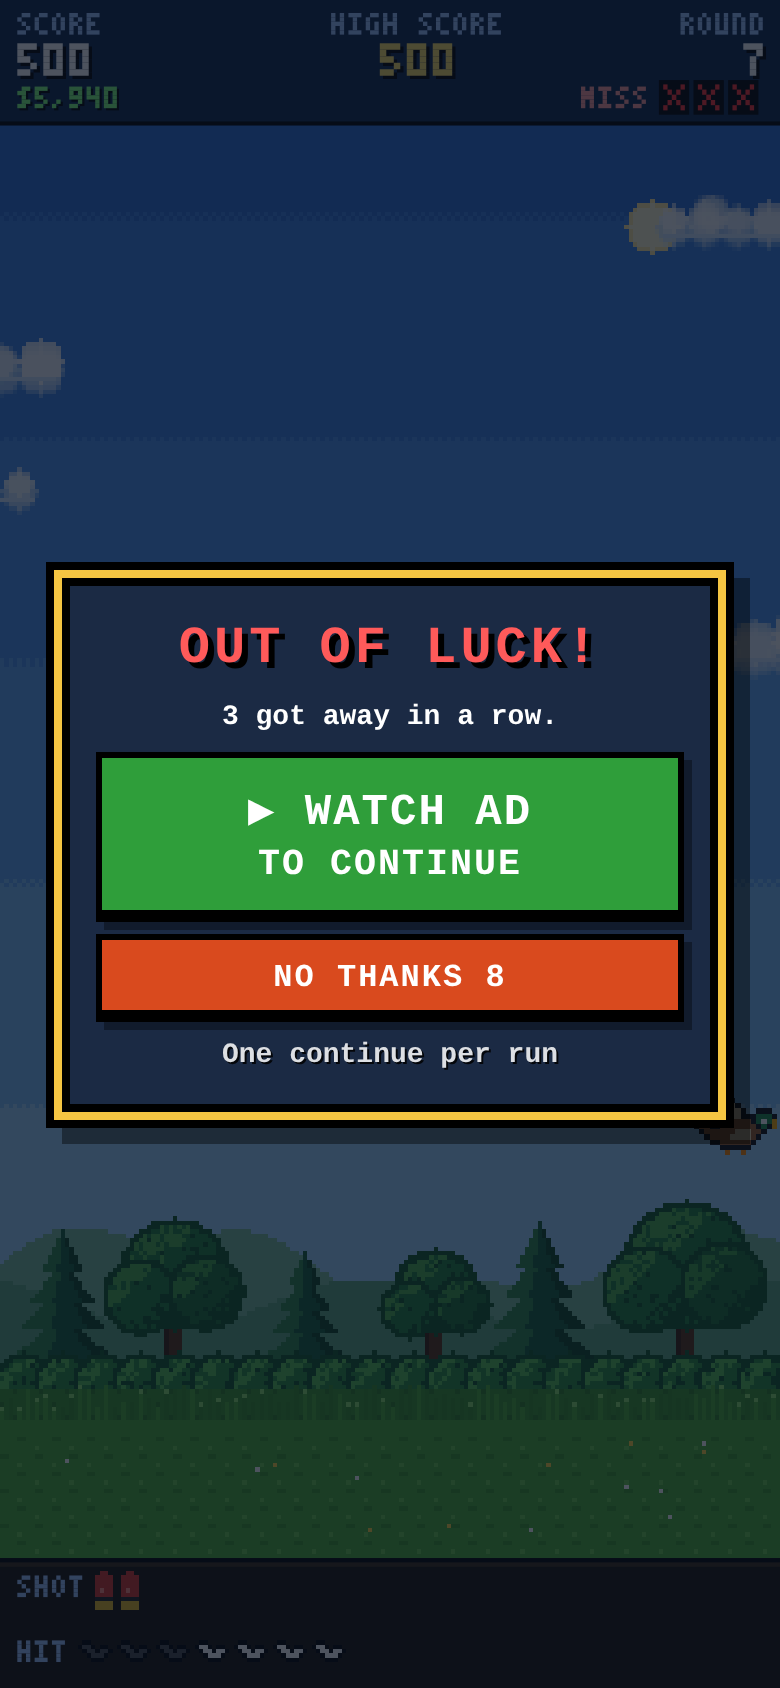 SCORE
HIGH SCORE
ROUND
500
500
7
$5,940
MISS X X X
OUT OF LUCK!
3 got away in a row.
▶ WATCH AD
TO CONTINUE
NO THANKS 8
One continue per run
SHOT
HIT